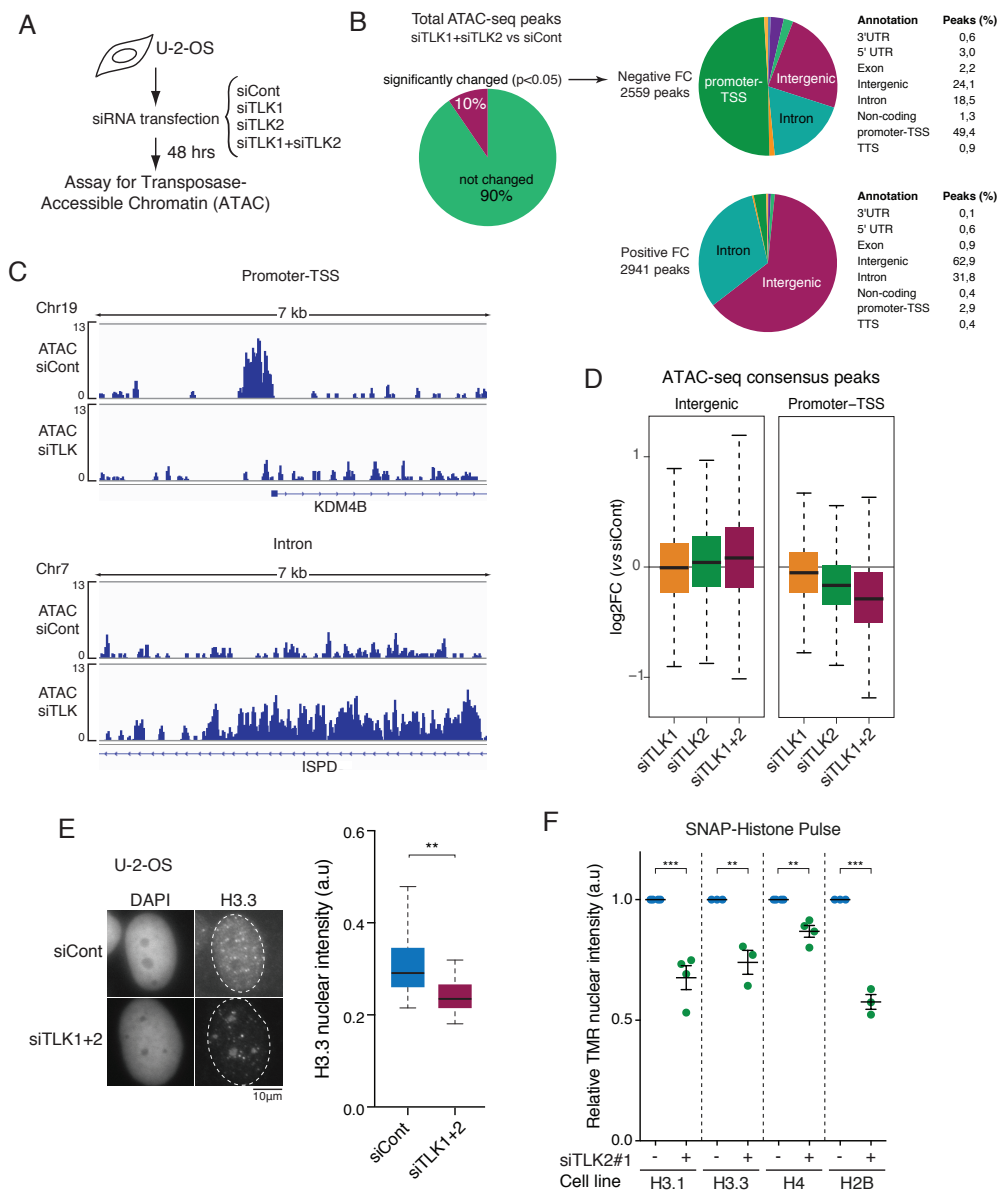 A
U-2-OS
siRNA transfection
siCont
siTLK1
siTLK2
siTLK1+siTLK2
48 hrs
Assay for Transposase-
Accessible Chromatin (ATAC)
B
Total ATAC-seq peaks
siTLK1+siTLK2 vs siCont
significantly changed (p<0.05)
10%
not changed
90%
Negative FC
2559 peaks
promoter-
TSS
Intergenic
Intron
Annotation Peaks (%)
3'UTR 0,6
5' UTR 3,0
Exon 2,2
Intergenic 24,1
Intron 18,5
Non-coding 1,3
promoter-TSS 49,4
TTS 0,9
Positive FC
2941 peaks
Intron
Intergenic
Annotation Peaks (%)
3'UTR 0,1
5' UTR 0,6
Exon 0,9
Intergenic 62,9
Intron 31,8
Non-coding 0,4
promoter-TSS 2,9
TTS 0,4
C
Promoter-TSS
7 kb
Chr19
13
ATAC
siCont
0
13
ATAC
siTLK
0
KDM4B
Intron
7 kb
Chr7
13
ATAC
siCont
0
13
ATAC
siTLK
0
ISPD
D
ATAC-seq consensus peaks
Intergenic Promoter–TSS
log2FC (vs siCont)
1
0
−1
siTLK1
siTLK2
siTLK1+2
siTLK1
siTLK2
siTLK1+2
E
U-2-OS
DAPI H3.3
siCont
siTLK1+2
10µm
H3.3 nuclear intensity (a.u)
0.6
0.4
0.2
0.0
**
siCont
siTLK1+2
F
SNAP-Histone Pulse
Relative TMR nuclear intensity (a.u)
1.0
0.5
0.0
*** ** ** ***
siTLK2#1 - + - + - + - +
Cell line H3.1 H3.3 H4 H2B